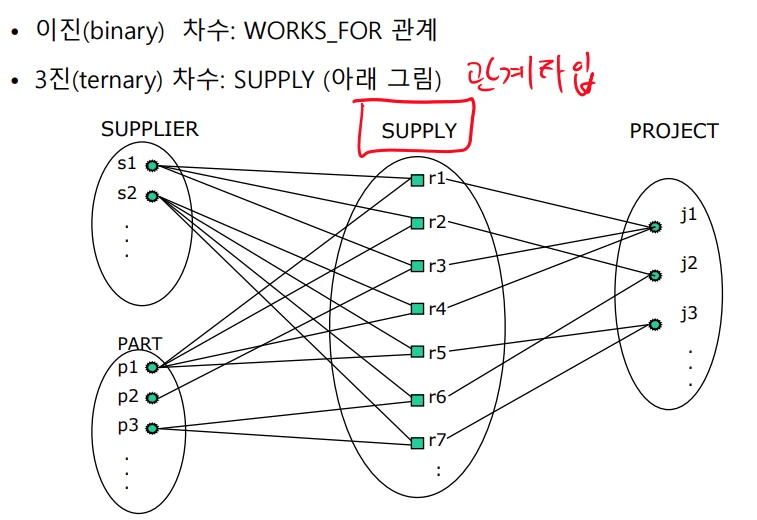 • 이진(binary) 차수: WORKS_FOR 관계
• 3진(ternary) 차수: SUPPLY (아래 그림) 관계타입
SUPPLIER
SUPPLY
PROJECT
s1
s2
.
.
.
PART
p1
p2
p3
.
.
.
r1
r2
r3
r4
r5
r6
r7
:
j1
j2
j3
.
.
.